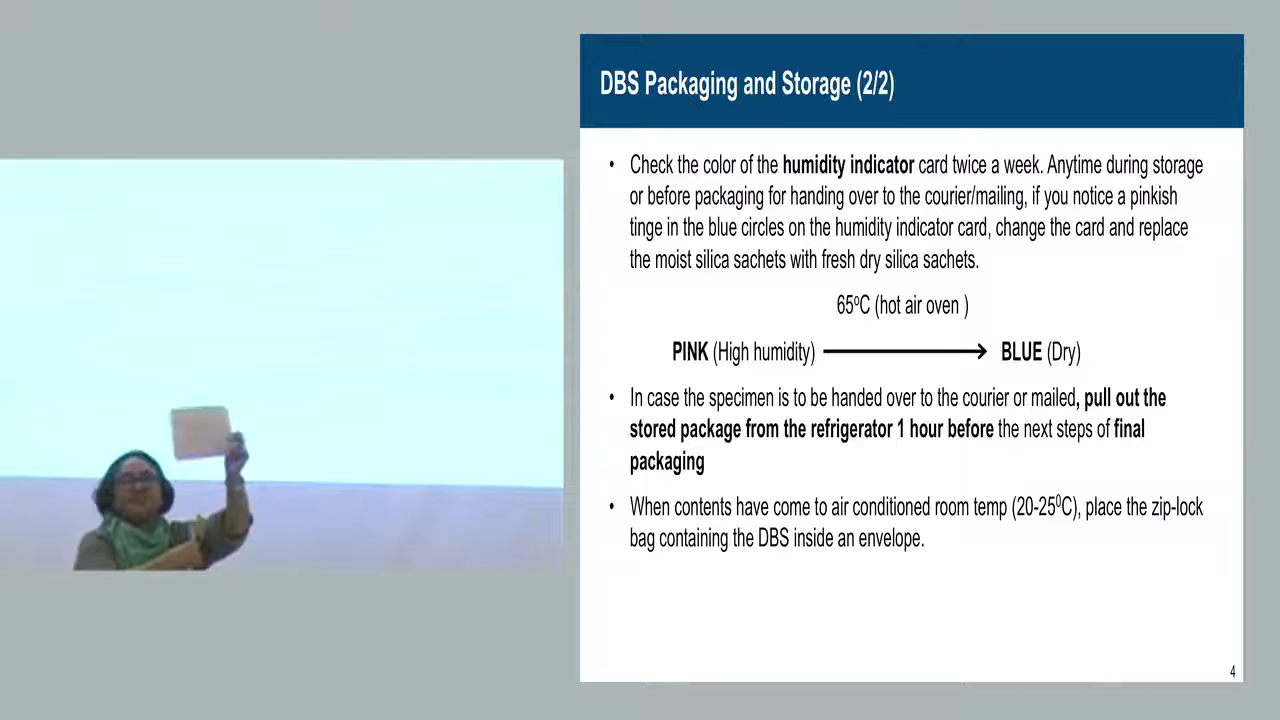 DBS Packaging and Storage (2/2)
• Check the color of the humidity indicator card twice a week. Anytime during storage
or before packaging for handing over to the courier/mailing, if you notice a pinkish
tinge in the blue circles on the humidity indicator card, change the card and replace
the moist silica sachets with fresh dry silica sachets.
65ºC (hot air oven )
PINK (High humidity) ⟶ BLUE (Dry)
• In case the specimen is to be handed over to the courier or mailed, pull out the
stored package from the refrigerator 1 hour before the next steps of final
packaging
• When contents have come to air conditioned room temp (20-25⁰C), place the zip-lock
bag containing the DBS inside an envelope.
4